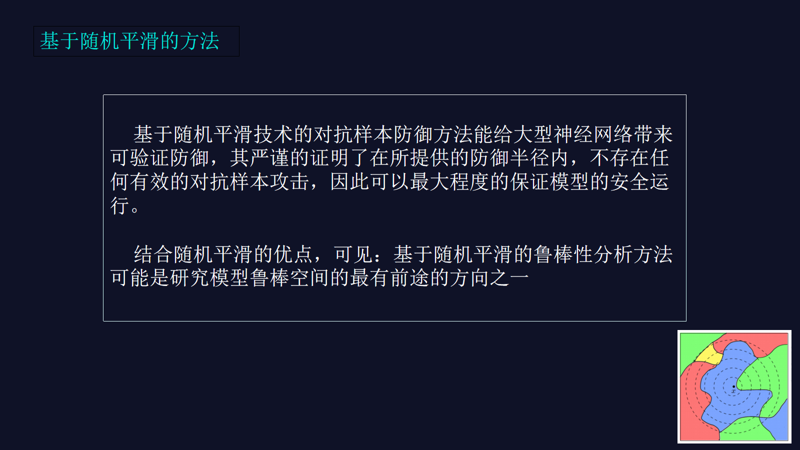 基于随机平滑的方法
基于随机平滑技术的对抗样本防御方法能给大型神经网络带来
可验证防御，其严谨的证明了在所提供的防御半径内，不存在任
何有效的对抗样本攻击，因此可以最大程度的保证模型的安全运
行。
结合随机平滑的优点，可见：基于随机平滑的鲁棒性分析方法
可能是研究模型鲁棒空间的最有前途的方向之一